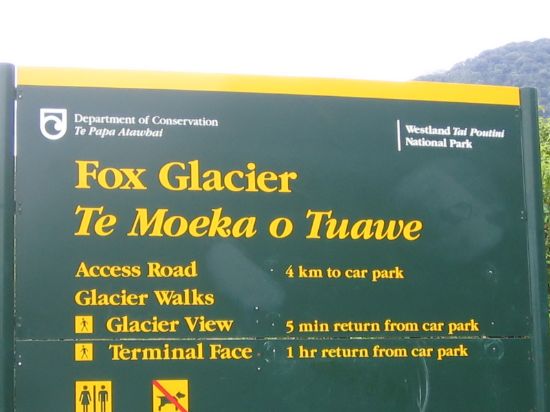 Department of Conservation
Te Papa Atawhai
Westland Tai Poutini
National Park
Fox Glacier
Te Moeka o Tuawe
Access Road · 4 km to car park
Glacier Walks
Glacier View · 5 min return from car park
Terminal Face · 1 hr return from car park